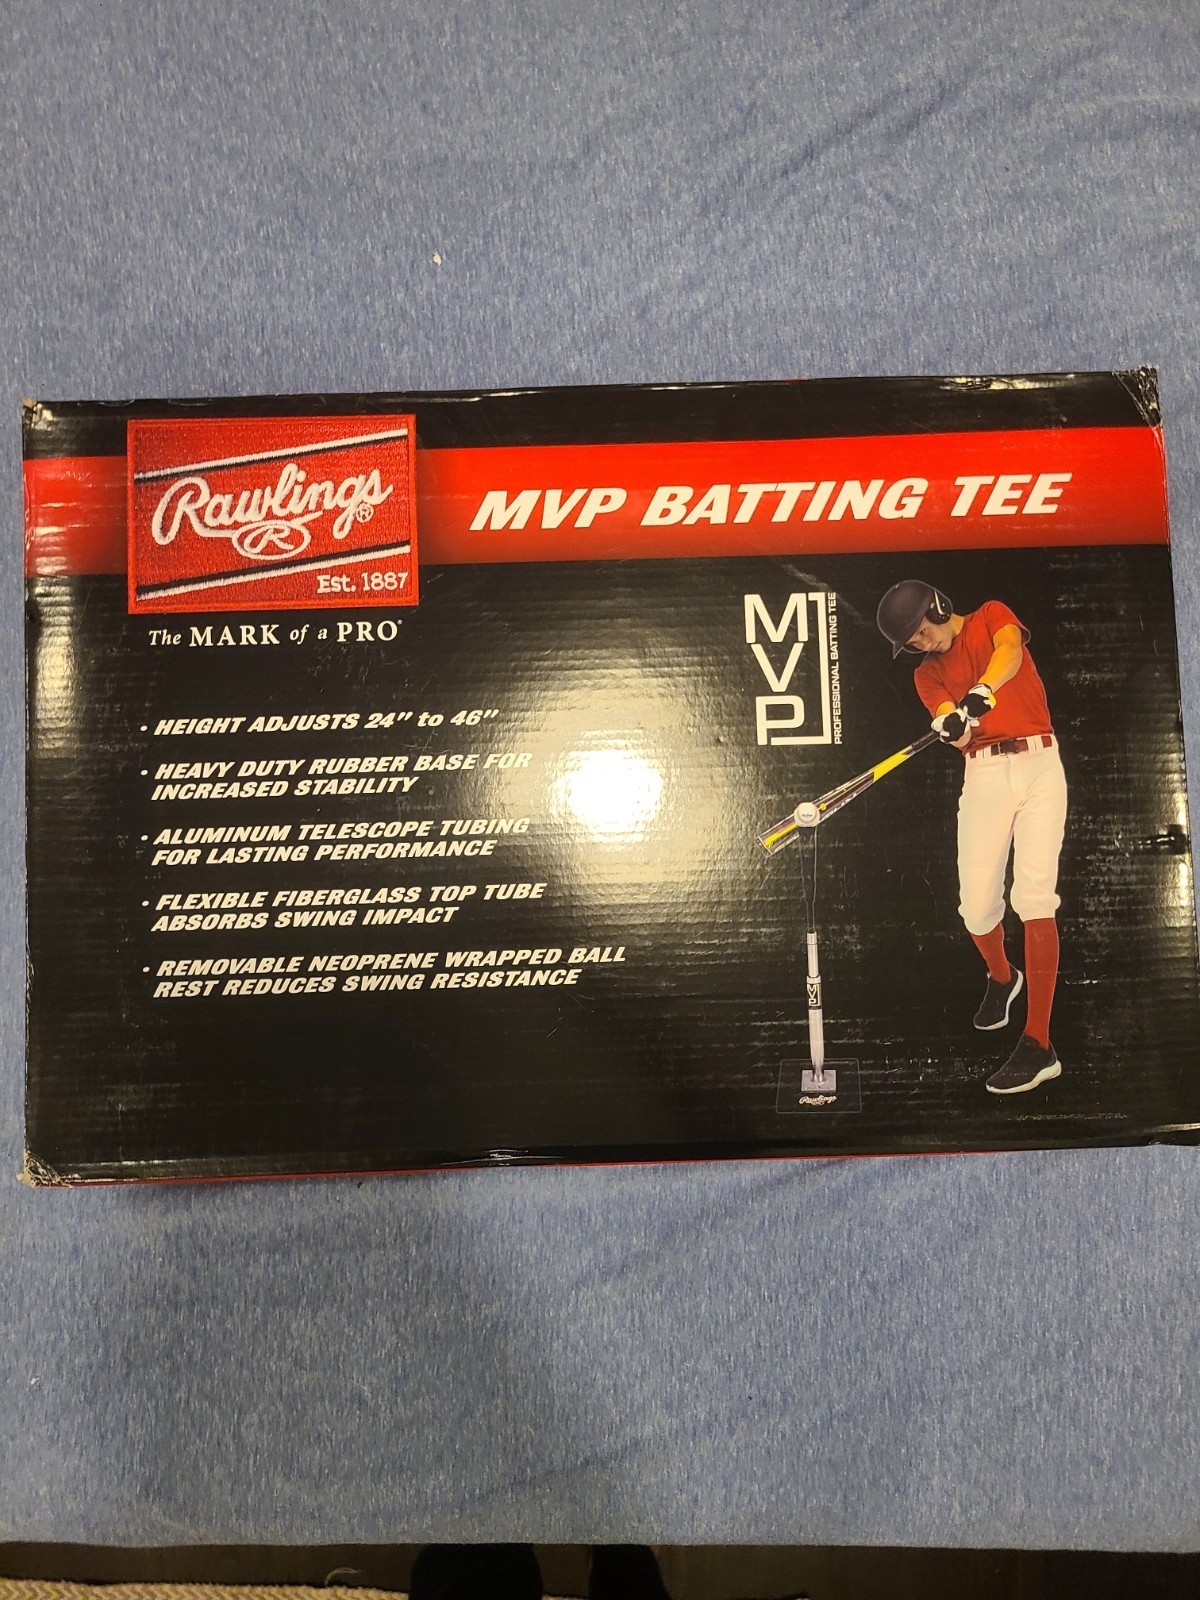 Rawlings®
R
Est. 1887
The MARK of a PRO®
MVP BATTING TEE
MVP
PROFESSIONAL BATTING TEE
• HEIGHT ADJUSTS 24" to 46"
• HEAVY DUTY RUBBER BASE FOR
INCREASED STABILITY
• ALUMINUM TELESCOPE TUBING
FOR LASTING PERFORMANCE
• FLEXIBLE FIBERGLASS TOP TUBE
ABSORBS SWING IMPACT
• REMOVABLE NEOPRENE WRAPPED BALL
REST REDUCES SWING RESISTANCE
MVP
Rawlings